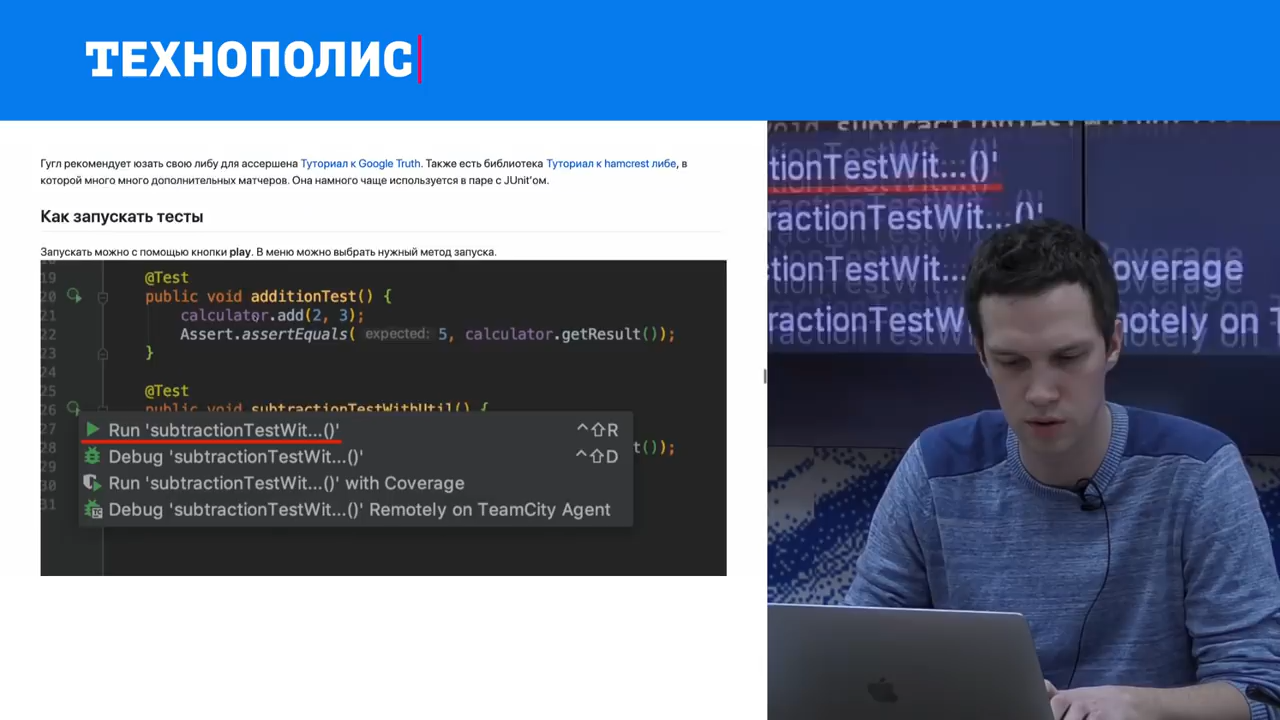 ТЕХНОПОЛИС
Гугл рекомендует юзать свою либу для ассершена Туториал к Google Truth. Также есть библиотека Туториал к hamcrest либе, в
которой много много дополнительных матчеров. Она намного чаще используется в паре с JUnit'ом.
Как запускать тесты
Запускать можно с помощью кнопки play. В меню можно выбрать нужный метод запуска.
19 @Test
20 public void additionTest() {
21 calculator.add(2, 3);
22 Assert.assertEquals( expected: 5, calculator.getResult());
23 }
24
25 @Test
26 public void subtractionTestWithUtil() {
27 Run 'subtractionTestWit...()' ^⇧R
28 t());
Debug 'subtractionTestWit...()' ^⇧D
29
30 Run 'subtractionTestWit...()' with Coverage
31 Debug 'subtractionTestWit...()' Remotely on TeamCity Agent
tionTestWit...()'
ractionTestWit...()'
tionTestWit...
overage
ractionTestW
motely on T